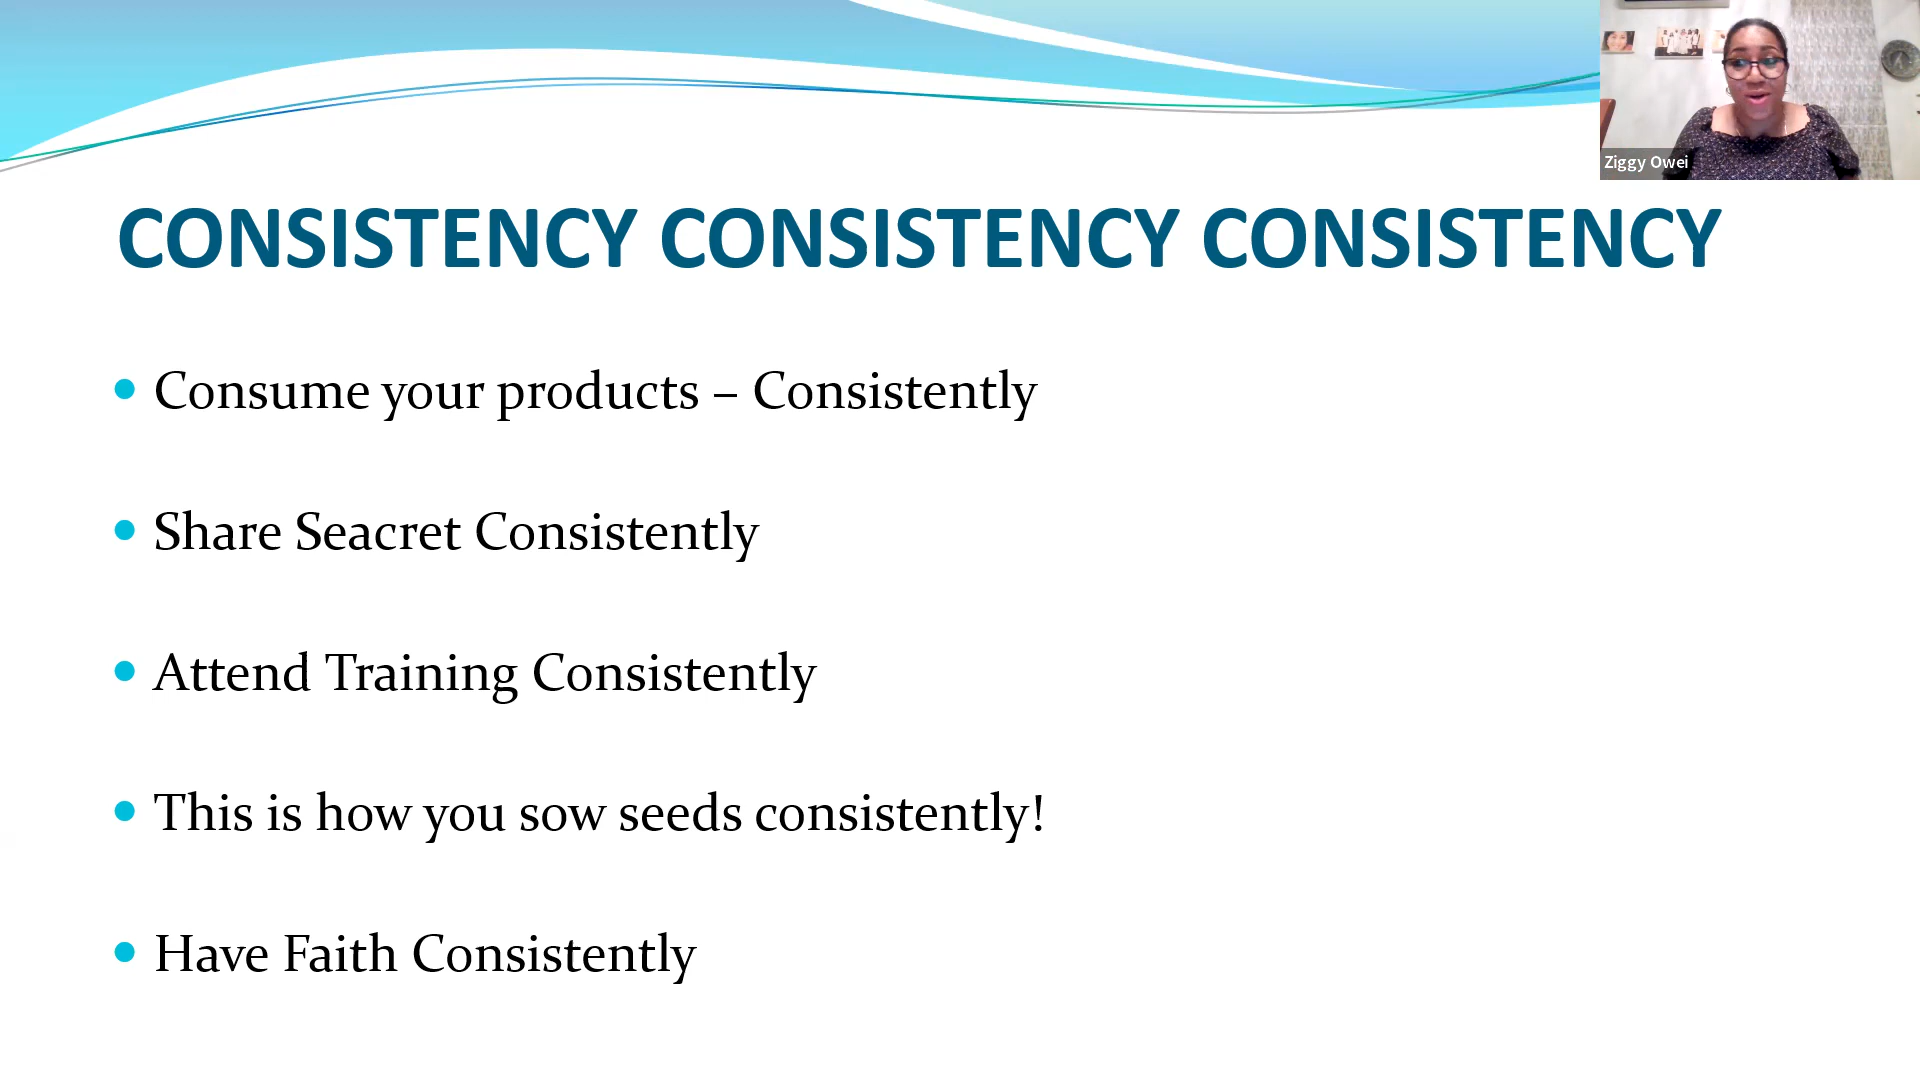 Ziggy Owei
CONSISTENCY CONSISTENCY CONSISTENCY
• Consume your products – Consistently
• Share Seacret Consistently
• Attend Training Consistently
• This is how you sow seeds consistently!
• Have Faith Consistently